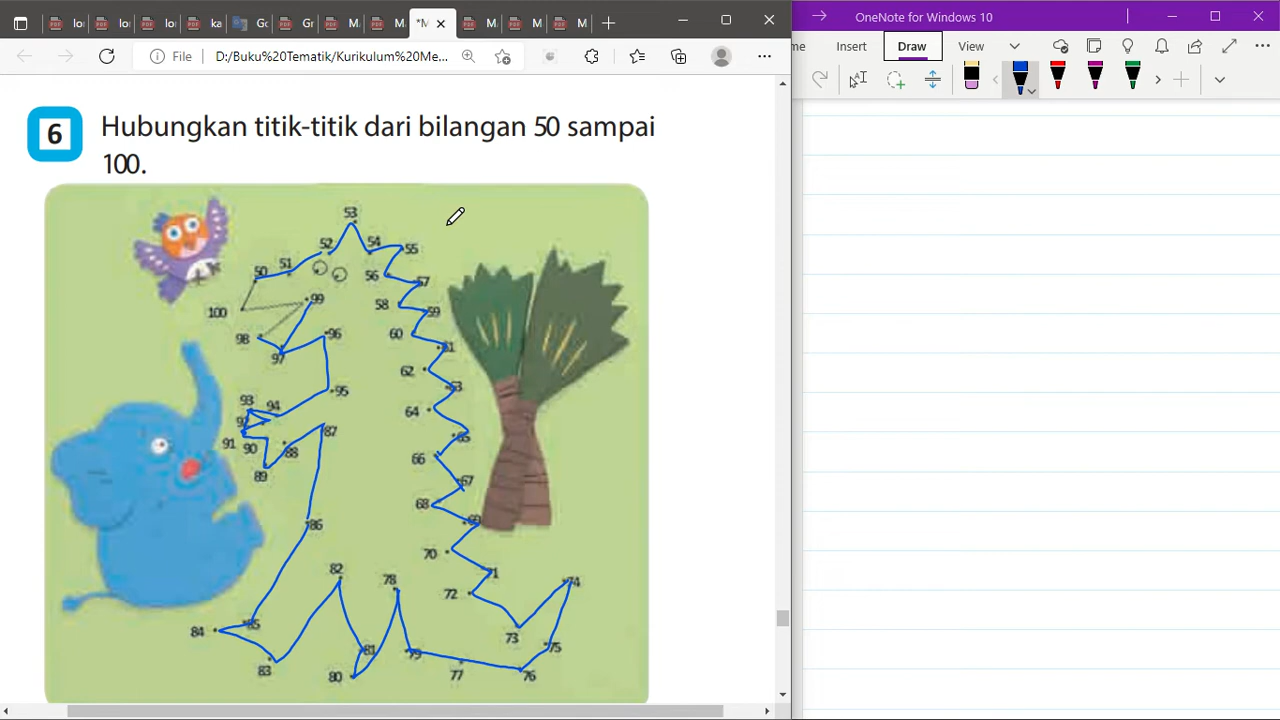 File D:/Buku%20Tematik/Kurikulum%20Me...
OneNote for Windows 10
me Insert Draw View
6 Hubungkan titik-titik dari bilangan 50 sampai
100.
53
52 54 55
50 51 56 57
100 99 58 59
98 97 96 60 61
62 63
95
93 94 64
92
91 90 88 87 65
89 66 67
68 69
86
70 71
82 78 72 74
84 85 73
83 81 79 75
80 77 76